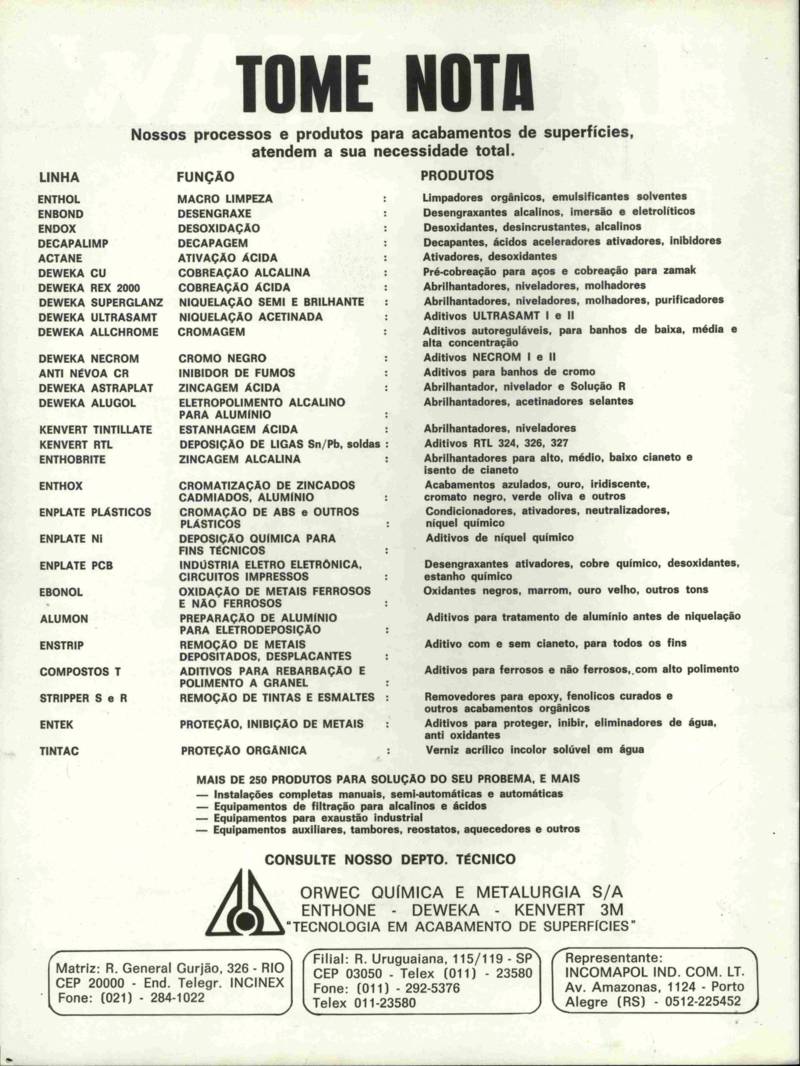 TOME NOTA
Nossos processos e produtos para acabamentos de superfícies,
atendem a sua necessidade total.
LINHA FUNÇÃO PRODUTOS
ENTHOL MACRO LIMPEZA : Limpadores orgânicos, emulsificantes solventes
ENBOND DESENGRAXE : Desengraxantes alcalinos, imersão e eletrolíticos
ENDOX DESOXIDAÇÃO : Desoxidantes, desincrustantes, alcalinos
DECAPALIMP DECAPAGEM : Decapantes, ácidos aceleradores ativadores, inibidores
ACTANE ATIVAÇÃO ÁCIDA : Ativadores, desoxidantes
DEWEKA CU COBREAÇÃO ALCALINA : Pré-cobreação para aços e cobreação para zamak
DEWEKA REX 2000 COBREAÇÃO ÁCIDA : Abrilhantadores, niveladores, molhadores
DEWEKA SUPERGLANZ NIQUELAÇÃO SEMI E BRILHANTE : Abrilhantadores, niveladores, molhadores, purificadores
DEWEKA ULTRASAMT NIQUELAÇÃO ACETINADA : Aditivos ULTRASAMT I e II
DEWEKA ALLCHROME CROMAGEM : Aditivos autoreguláveis, para banhos de baixa, média e
alta concentração
DEWEKA NECROM CROMO NEGRO : Aditivos NECROM I e II
ANTI NÉVOA CR INIBIDOR DE FUMOS : Aditivos para banhos de cromo
DEWEKA ASTRAPLAT ZINCAGEM ÁCIDA : Abrilhantador, nivelador e Solução R
DEWEKA ALUGOL ELETROPOLIMENTO ALCALINO Abrilhantadores, acetinadores selantes
PARA ALUMÍNIO :
KENVERT TINTILLATE ESTANHAGEM ÁCIDA : Abrilhantadores, niveladores
KENVERT RTL DEPOSIÇÃO DE LIGAS Sn/Pb, soldas : Aditivos RTL 324, 326, 327
ENTHOBRITE ZINCAGEM ALCALINA : Abrilhantadores para alto, médio, baixo cianeto e
isento de cianeto
ENTHOX CROMATIZAÇÃO DE ZINCADOS Acabamentos azulados, ouro, iridiscente,
CADMIADOS, ALUMÍNIO : cromato negro, verde oliva e outros
ENPLATE PLÁSTICOS CROMAÇÃO DE ABS e OUTROS Condicionadores, ativadores, neutralizadores,
PLÁSTICOS : níquel químico
ENPLATE Ni DEPOSIÇÃO QUÍMICA PARA Aditivos de níquel químico
FINS TÉCNICOS :
ENPLATE PCB INDÚSTRIA ELETRO ELETRÔNICA, Desengraxantes ativadores, cobre químico, desoxidantes,
CIRCUITOS IMPRESSOS : estanho químico
EBONOL OXIDAÇÃO DE METAIS FERROSOS Oxidantes negros, marrom, ouro velho, outros tons
E NÃO FERROSOS :
ALUMON PREPARAÇÃO DE ALUMÍNIO Aditivos para tratamento de alumínio antes de niquelação
PARA ELETRODEPOSIÇÃO :
ENSTRIP REMOÇÃO DE METAIS Aditivo com e sem cianeto, para todos os fins
DEPOSITADOS, DESPLACANTES :
COMPOSTOS T ADITIVOS PARA REBARBAÇÃO E Aditivos para ferrosos e não ferrosos, com alto polimento
POLIMENTO A GRANEL :
STRIPPER S e R REMOÇÃO DE TINTAS E ESMALTES : Removedores para epoxy, fenolicos curados e
outros acabamentos orgânicos
ENTEK PROTEÇÃO, INIBIÇÃO DE METAIS : Aditivos para proteger, inibir, eliminadores de água,
anti oxidantes
TINTAC PROTEÇÃO ORGÂNICA : Verniz acrílico incolor solúvel em água
MAIS DE 250 PRODUTOS PARA SOLUÇÃO DO SEU PROBEMA, E MAIS
— Instalações completas manuais, semi-automáticas e automáticas
— Equipamentos de filtração para alcalinos e ácidos
— Equipamentos para exaustão industrial
— Equipamentos auxiliares, tambores, reostatos, aquecedores e outros
CONSULTE NOSSO DEPTO. TÉCNICO
ORWEC QUÍMICA E METALURGIA S/A
ENTHONE - DEWEKA - KENVERT 3M
"TECNOLOGIA EM ACABAMENTO DE SUPERFÍCIES"
Matriz: R. General Gurjão, 326 - RIO
CEP 20000 - End. Telegr. INCINEX
Fone: (021) - 284-1022
Filial: R. Uruguaiana, 115/119 - SP
CEP 03050 - Telex (011) - 23580
Fone: (011) - 292-5376
Telex 011-23580
Representante:
INCOMAPOL IND. COM. LT.
Av. Amazonas, 1124 - Porto
Alegre (RS) - 0512-225452